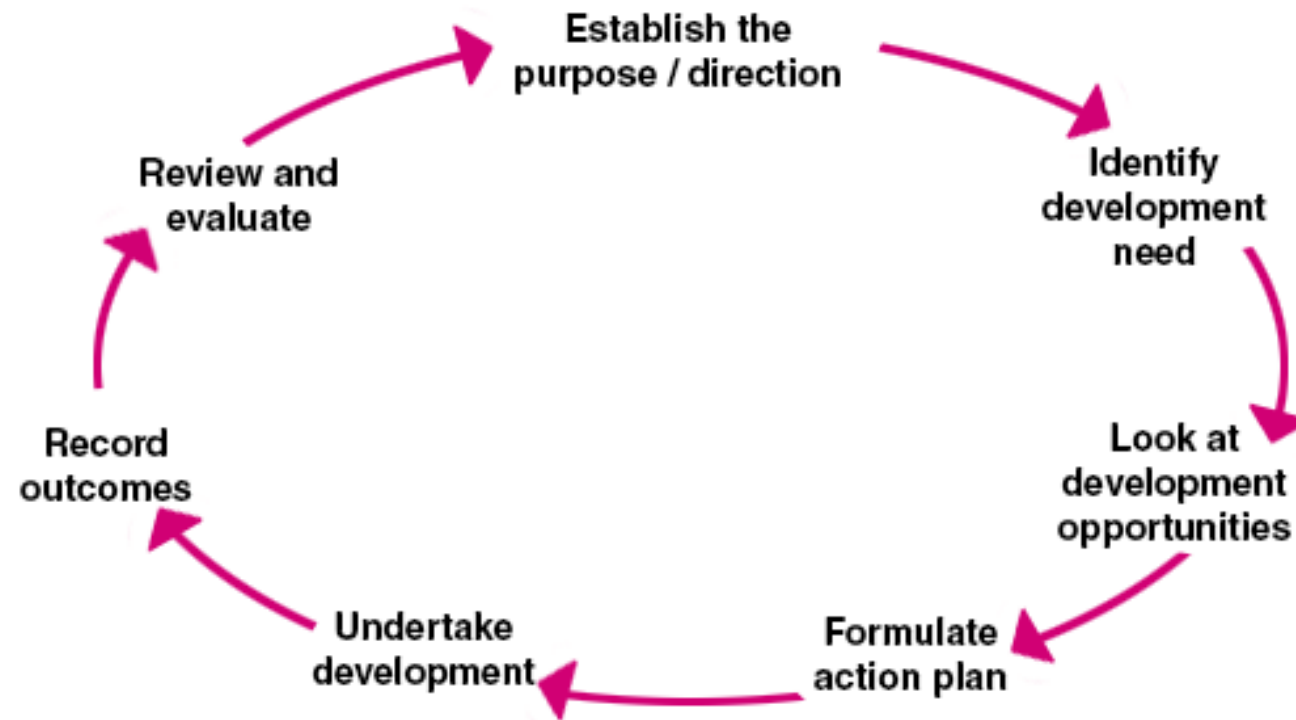 Establish the
purpose / direction
Identify
development
need
Look at
development
opportunities
Formulate
action plan
Undertake
development
Record
outcomes
Review and
evaluate